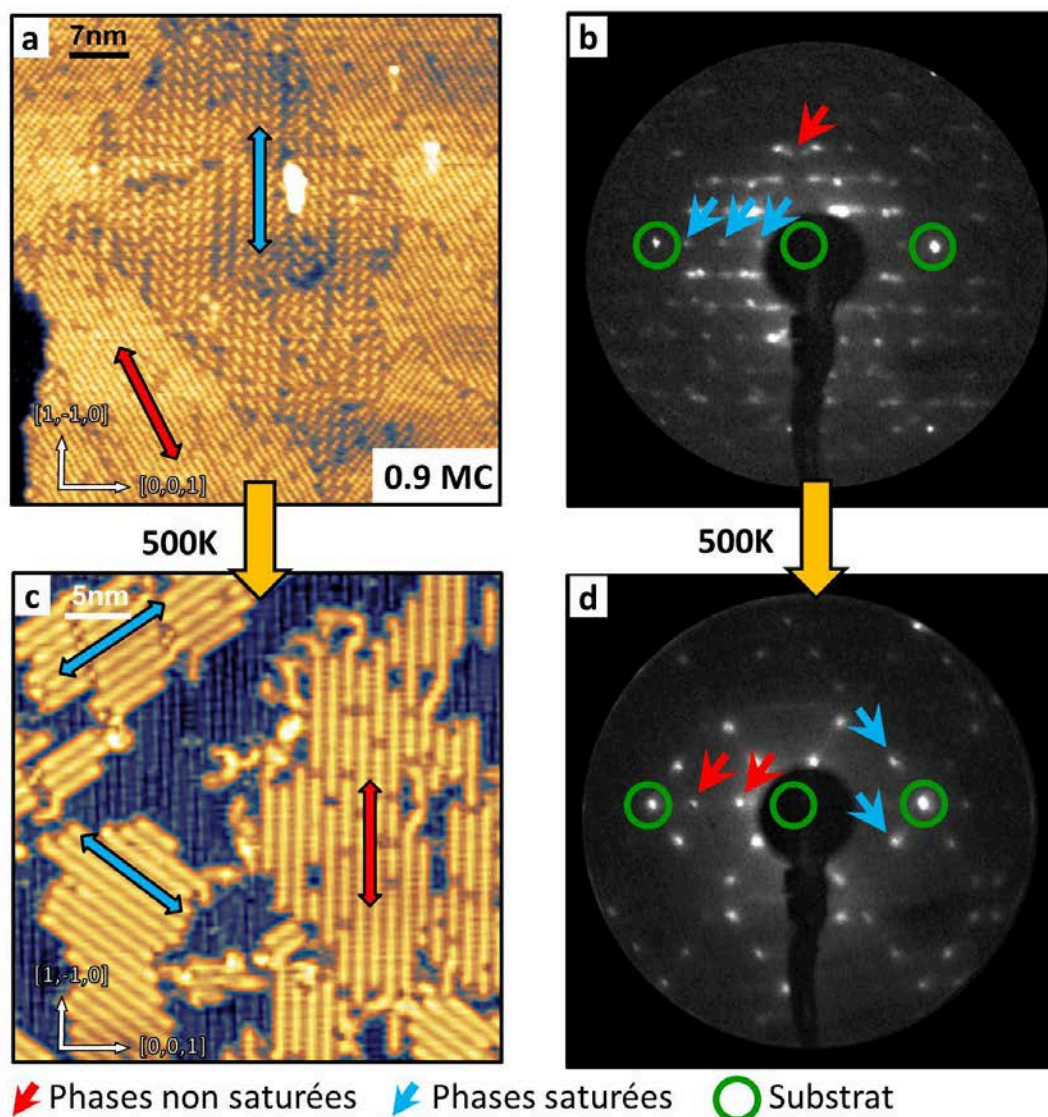 a
7nm
[1,-1,0]
[0,0,1]
0.9 MC
b
500K
500K
c
5nm
[1,-1,0]
[0,0,1]
d
Phases non saturées
Phases saturées
Substrat